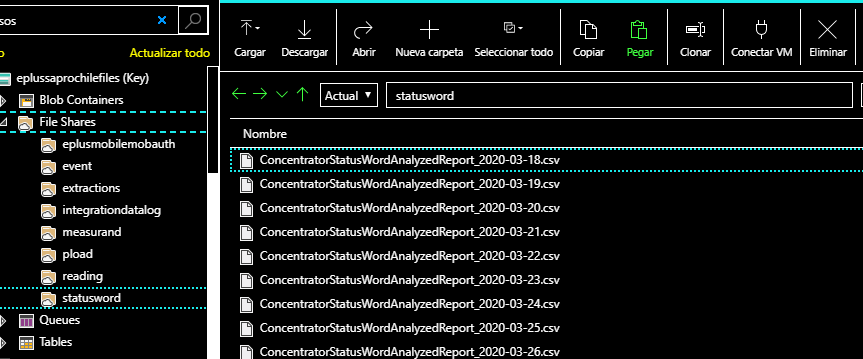 sos
o Actualizar todo
eplussaprochilefiles (Key)
Blob Containers
File Shares
eplusmobilemobauth
event
extractions
integrationdatalog
measurand
pload
reading
statusword
Queues
Tables
Cargar Descargar Abrir Nueva carpeta Seleccionar todo Copiar Pegar Clonar Conectar VM Eliminar
Actual statusword
Nombre
ConcentratorStatusWordAnalyzedReport_2020-03-18.csv
ConcentratorStatusWordAnalyzedReport_2020-03-19.csv
ConcentratorStatusWordAnalyzedReport_2020-03-20.csv
ConcentratorStatusWordAnalyzedReport_2020-03-21.csv
ConcentratorStatusWordAnalyzedReport_2020-03-22.csv
ConcentratorStatusWordAnalyzedReport_2020-03-23.csv
ConcentratorStatusWordAnalyzedReport_2020-03-24.csv
ConcentratorStatusWordAnalyzedReport_2020-03-25.csv
ConcentratorStatusWordAnalyzedReport_2020-03-26.csv